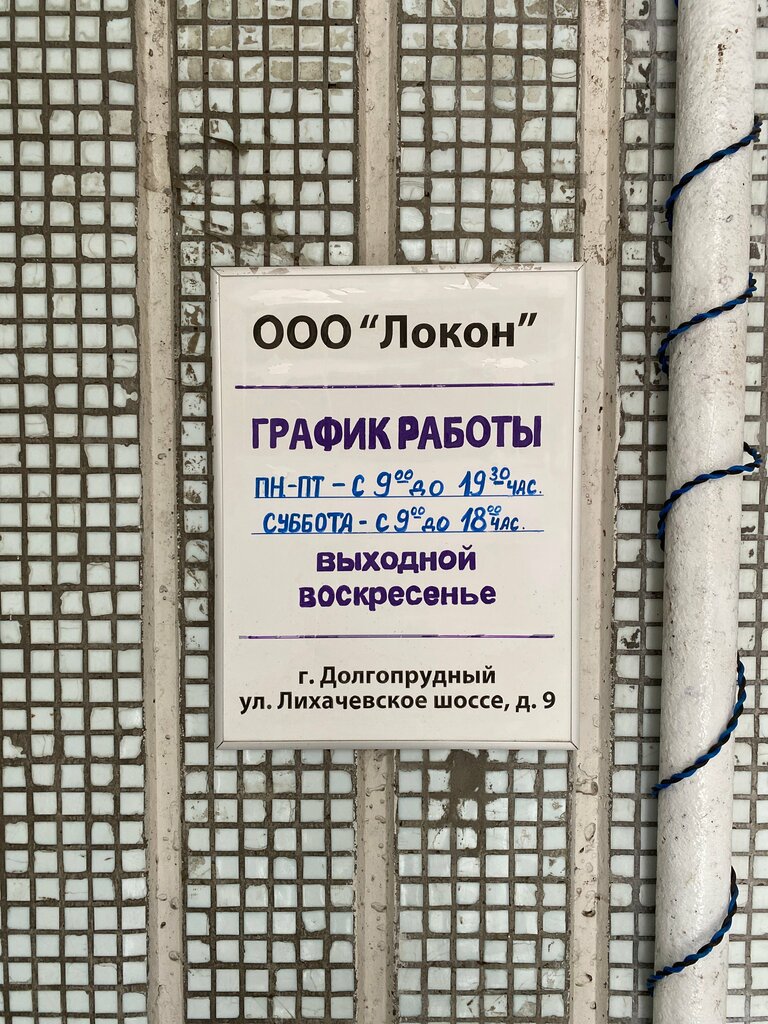 ООО “Локон”
ГРАФИК РАБОТЫ
ПН-ПТ - С 9⁰⁰ ДО 19³⁰ ЧАС.
СУББОТА - С 9⁰⁰ ДО 18⁰⁰ ЧАС.
ВЫХОДНОЙ
ВОСКРЕСЕНЬЕ
г. Долгопрудный
ул. Лихачевское шоссе, д. 9